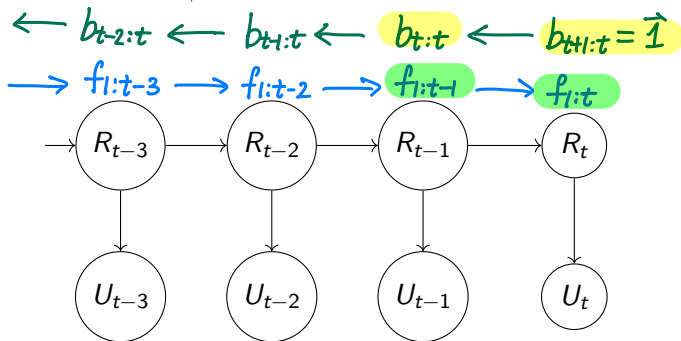 ← b_{t-2:t} ← b_{t-1:t} ← b_{t:t} ← b_{t+1:t} = \vec{1}
→ f_{1:t-3} → f_{1:t-2} → f_{1:t-1} → f_{1:t}
R_{t−3} R_{t−2} R_{t−1} R_t
U_{t−3} U_{t−2} U_{t−1} U_t